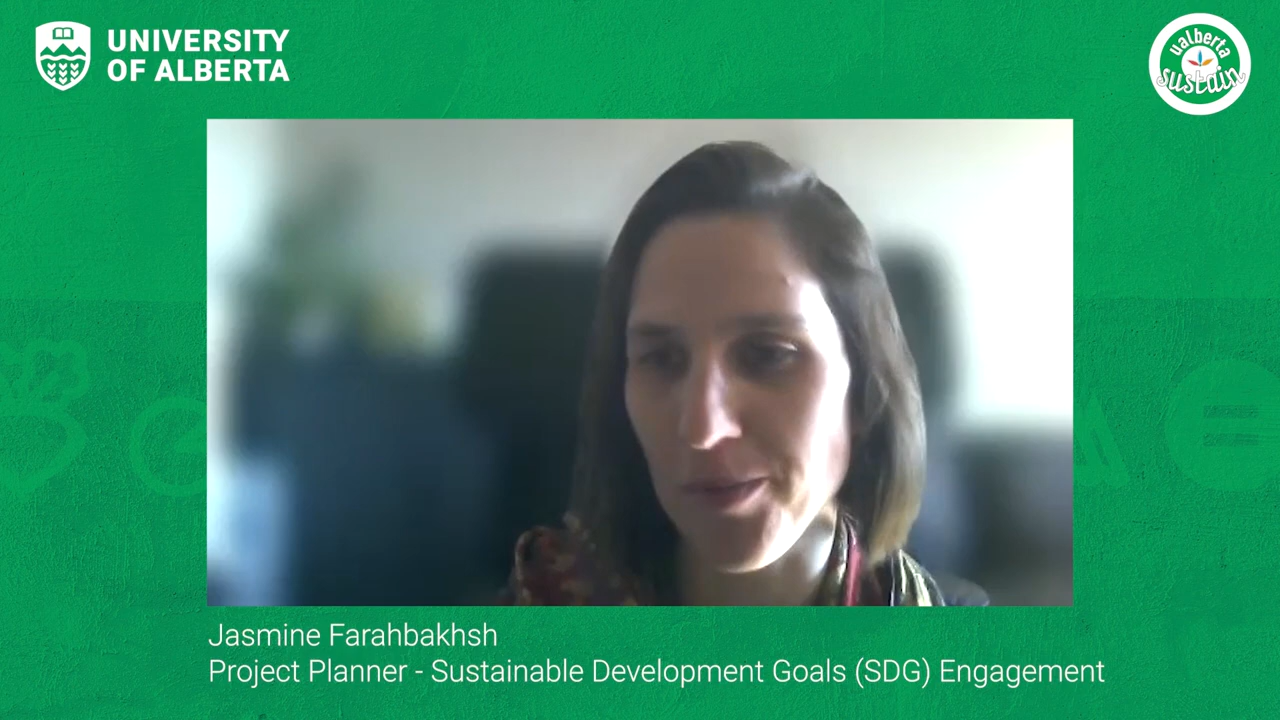 UNIVERSITY
OF ALBERTA
ualberta
sustain
Jasmine Farahbakhsh
Project Planner - Sustainable Development Goals (SDG) Engagement